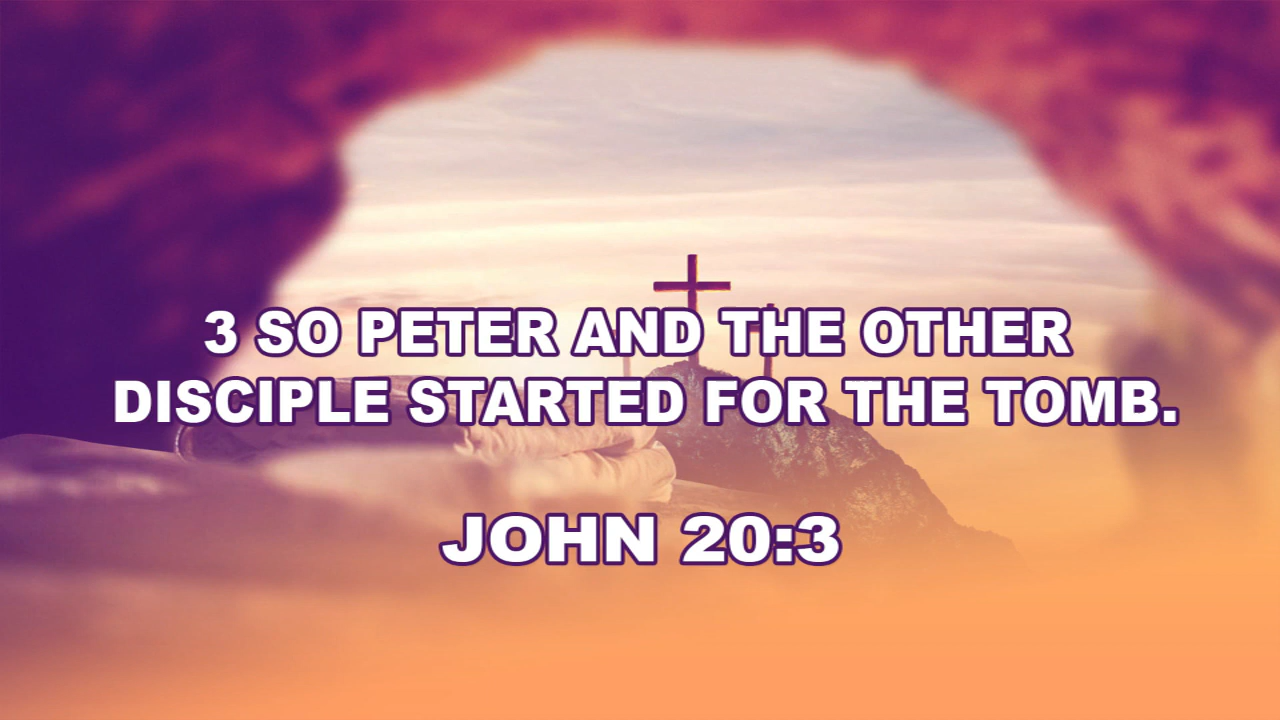 3 SO PETER AND THE OTHER
DISCIPLE STARTED FOR THE TOMB.
JOHN 20:3